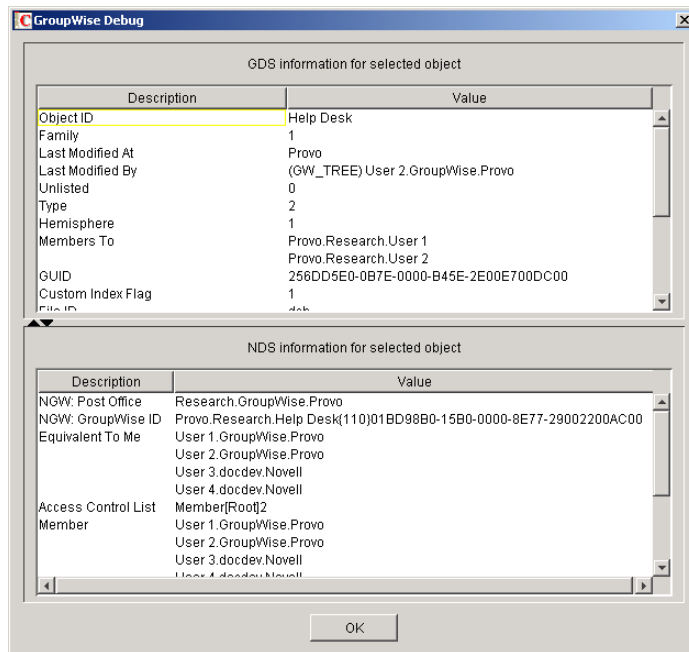 GroupWise Debug
GDS information for selected object
Description Value
Object ID Help Desk
Family 1
Last Modified At Provo
Last Modified By (GW_TREE) User 2.GroupWise.Provo
Unlisted 0
Type 2
Hemisphere 1
Members To Provo.Research.User 1
Provo.Research.User 2
GUID 256DD5E0-0B7E-0000-B45E-2E00E700DC00
Custom Index Flag 1
File ID
NDS information for selected object
Description Value
NGW: Post Office Research.GroupWise.Provo
NGW: GroupWise ID Provo.Research.Help Desk{110}01BD98B0-15B0-0000-8E77-29002200AC00
Equivalent To Me User 1.GroupWise.Provo
User 2.GroupWise.Provo
User 3.docdev.Novell
User 4.docdev.Novell
Access Control List Member[Root]2
Member User 1.GroupWise.Provo
User 2.GroupWise.Provo
User 3.docdev.Novell
User 4.docdev.Novell
OK